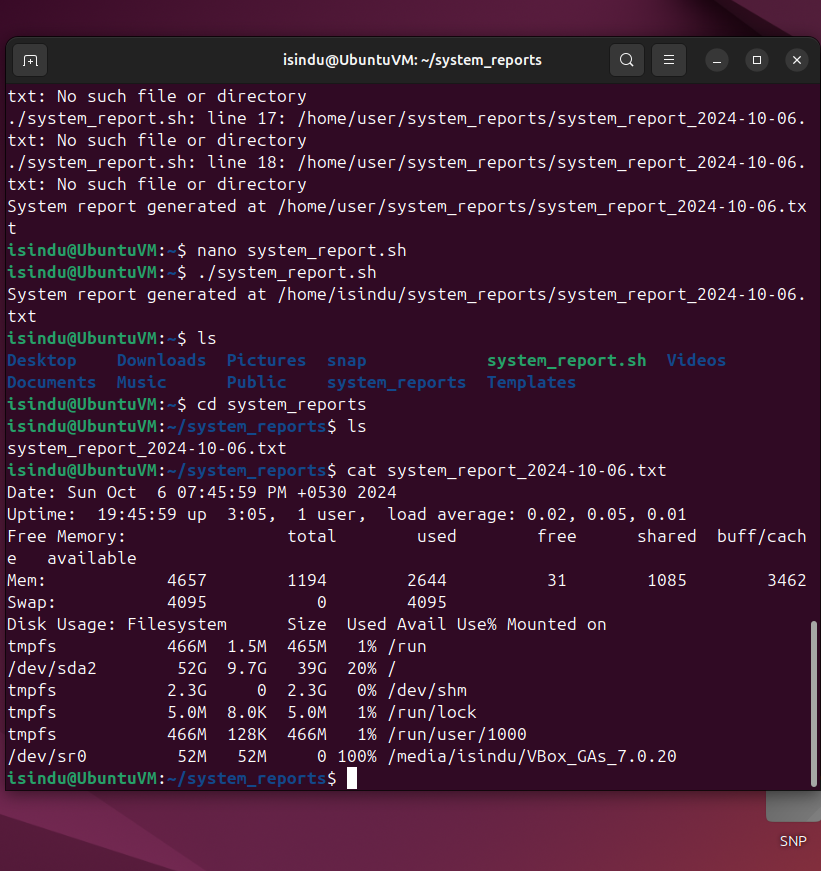 isindu@UbuntuVM: ~/system_reports
txt: No such file or directory
./system_report.sh: line 17: /home/user/system_reports/system_report_2024-10-06.
txt: No such file or directory
./system_report.sh: line 18: /home/user/system_reports/system_report_2024-10-06.
txt: No such file or directory
System report generated at /home/user/system_reports/system_report_2024-10-06.tx
t
isindu@UbuntuVM:~$ nano system_report.sh
isindu@UbuntuVM:~$ ./system_report.sh
System report generated at /home/isindu/system_reports/system_report_2024-10-06.
txt
isindu@UbuntuVM:~$ ls
Desktop    Downloads  Pictures  snap            system_report.sh  Videos
Documents  Music      Public    system_reports  Templates
isindu@UbuntuVM:~$ cd system_reports
isindu@UbuntuVM:~/system_reports$ ls
system_report_2024-10-06.txt
isindu@UbuntuVM:~/system_reports$ cat system_report_2024-10-06.txt
Date: Sun Oct  6 07:45:59 PM +0530 2024
Uptime:  19:45:59 up  3:05,  1 user,  load average: 0.02, 0.05, 0.01
Free Memory:                total        used        free      shared  buff/cach
e   available
Mem:            4657        1194        2644          31        1085        3462
Swap:           4095           0        4095
Disk Usage: Filesystem      Size  Used Avail Use% Mounted on
tmpfs           466M  1.5M  465M   1% /run
/dev/sda2        52G  9.7G   39G  20% /
tmpfs           2.3G     0  2.3G   0% /dev/shm
tmpfs           5.0M  8.0K  5.0M   1% /run/lock
tmpfs           466M  128K  466M   1% /run/user/1000
/dev/sr0         52M   52M     0 100% /media/isindu/VBox_GAs_7.0.20
isindu@UbuntuVM:~/system_reports$
SNP